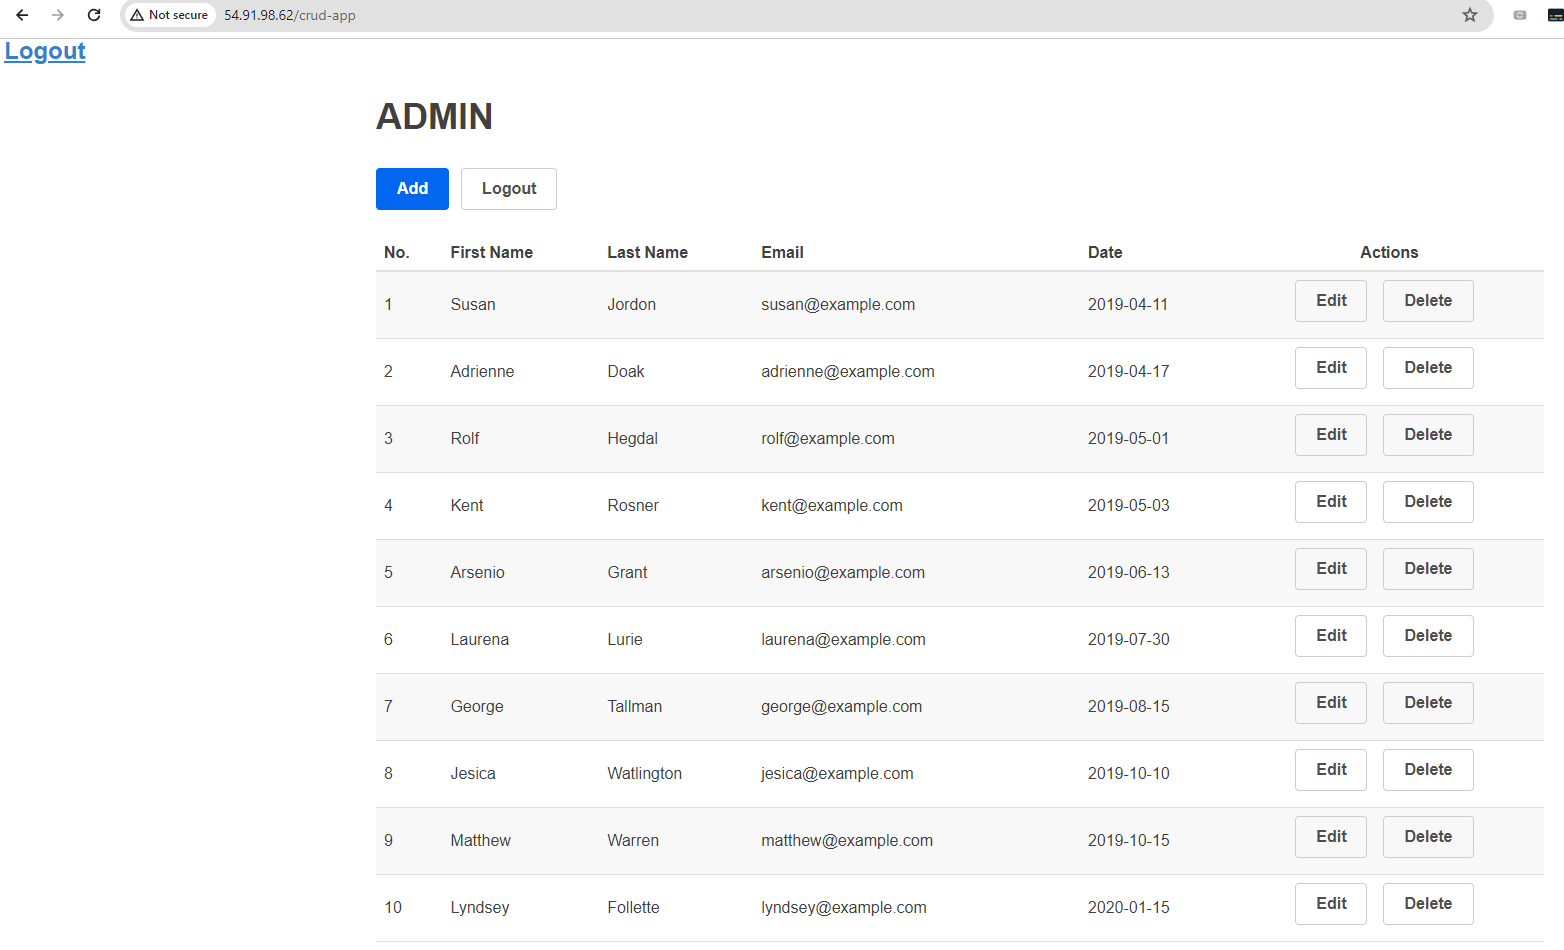 Not secure 54.91.98.62/crud-app
Logout
ADMIN
Add Logout
No. First Name Last Name Email Date Actions
1 Susan Jordon susan@example.com 2019-04-11 Edit Delete
2 Adrienne Doak adrienne@example.com 2019-04-17 Edit Delete
3 Rolf Hegdal rolf@example.com 2019-05-01 Edit Delete
4 Kent Rosner kent@example.com 2019-05-03 Edit Delete
5 Arsenio Grant arsenio@example.com 2019-06-13 Edit Delete
6 Laurena Lurie laurena@example.com 2019-07-30 Edit Delete
7 George Tallman george@example.com 2019-08-15 Edit Delete
8 Jesica Watlington jesica@example.com 2019-10-10 Edit Delete
9 Matthew Warren matthew@example.com 2019-10-15 Edit Delete
10 Lyndsey Follette lyndsey@example.com 2020-01-15 Edit Delete